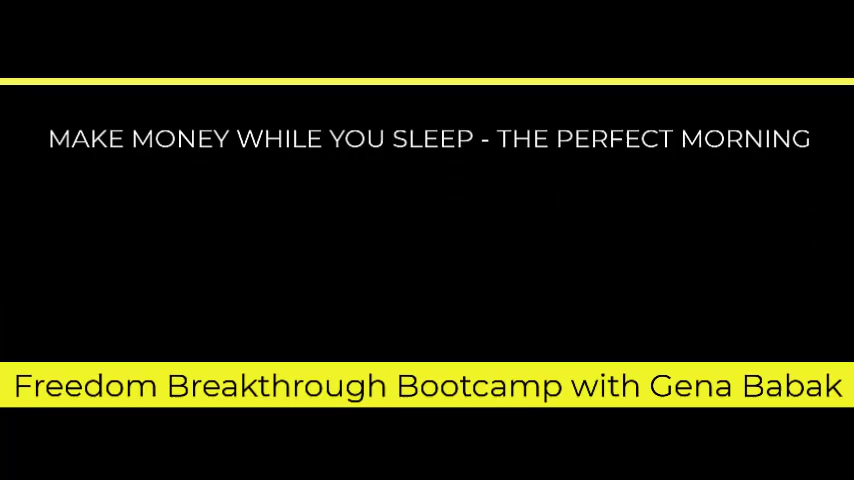 MAKE MONEY WHILE YOU SLEEP - THE PERFECT MORNING
Freedom Breakthrough Bootcamp with Gena Babak